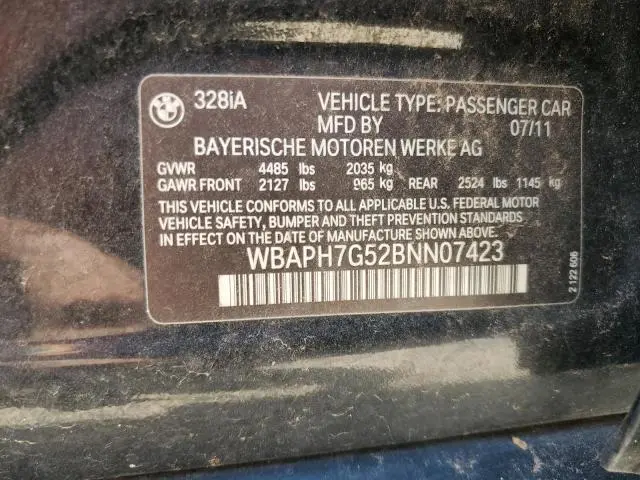 BMW
328iA VEHICLE TYPE: PASSENGER CAR
MFD BY 07/11
BAYERISCHE MOTOREN WERKE AG
GVWR 4485 lbs 2035 kg
GAWR FRONT 2127 lbs 965 kg REAR 2524 lbs 1145 kg
THIS VEHICLE CONFORMS TO ALL APPLICABLE U.S. FEDERAL MOTOR
VEHICLE SAFETY, BUMPER AND THEFT PREVENTION STANDARDS
IN EFFECT ON THE DATE OF MANUFACTURE SHOWN ABOVE.
WBAPH7G52BNN07423
2 122 606